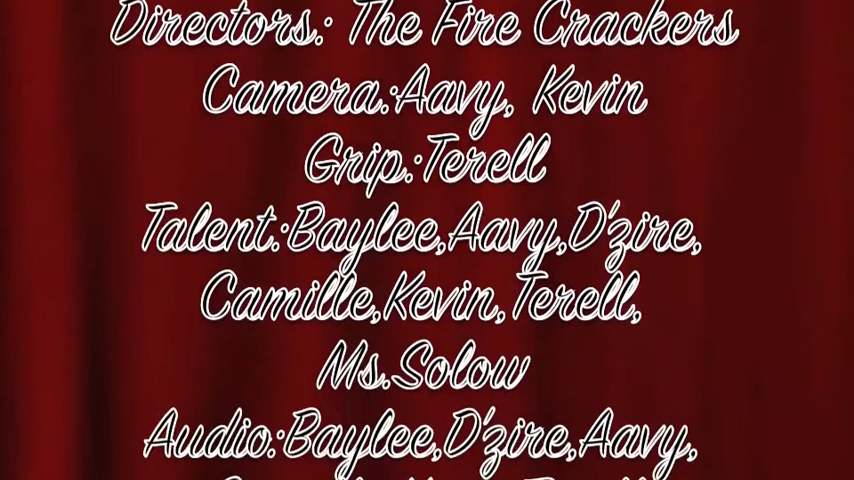 Directors: The Fire Crackers
Camera:Aavy, Kevin
Grip:Terell
Talent:Baylee,Aavy,D'zire,
Camille,Kevin,Terell,
Ms.Solow
Audio:Baylee,D'zire,Aavy,